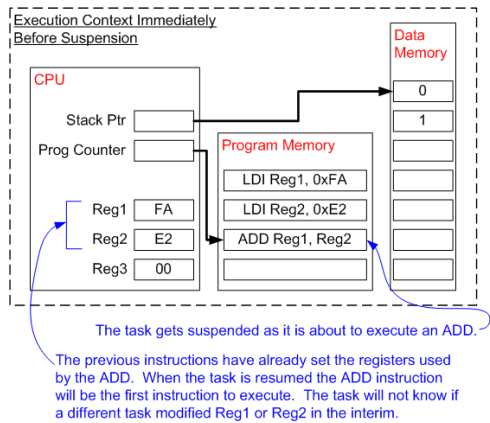 Execution Context Immediately
Before Suspension
Data
Memory
CPU
0
Stack Ptr
1
Prog Counter
Program Memory
LDI Reg1, 0xFA
Reg1 FA
LDI Reg2, 0xE2
Reg2 E2
ADD Reg1, Reg2
Reg3 00
The task gets suspended as it is about to execute an ADD.
The previous instructions have already set the registers used
by the ADD. When the task is resumed the ADD instruction
will be the first instruction to execute. The task will not know if
a different task modified Reg1 or Reg2 in the interim.